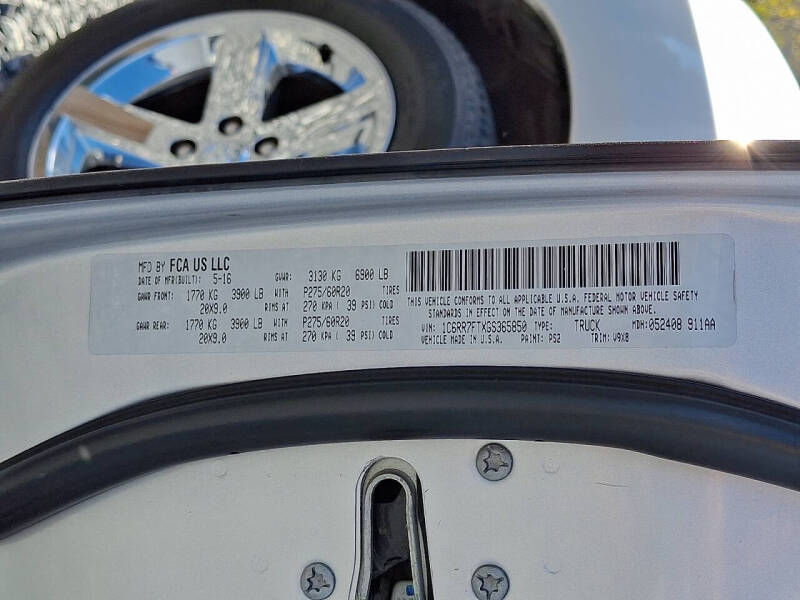 MFD BY FCA US LLC
DATE OF MFR(BUILT): 5-16 GVWR: 3130 KG 6900 LB
GAWR FRONT: 1770 KG 3900 LB WITH P275/60R20 TIRES
20X9.0 RIMS AT 270 KPA ( 39 PSI) COLD
GAWR REAR: 1770 KG 3900 LB WITH P275/60R20 TIRES
20X9.0 RIMS AT 270 KPA ( 39 PSI) COLD
THIS VEHICLE CONFORMS TO ALL APPLICABLE U.S.A. FEDERAL MOTOR VEHICLE SAFETY
STANDARDS IN EFFECT ON THE DATE OF MANUFACTURE SHOWN ABOVE.
VIN: 1C6RR7FTXGS365850 TYPE: TRUCK MDH: 052408 911AA
VEHICLE MADE IN U.S.A. PAINT: PS2 TRIM: V9X8